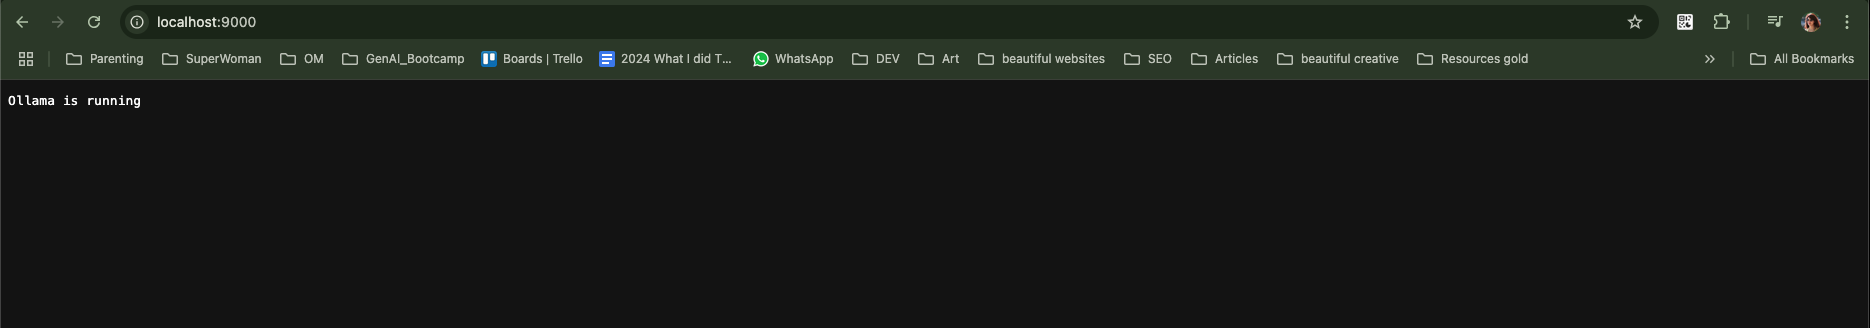 localhost:9000
Parenting SuperWoman OM GenAI_Bootcamp Boards | Trello 2024 What I did T... WhatsApp DEV Art beautiful websites SEO Articles beautiful creative Resources gold » All Bookmarks
Ollama is running